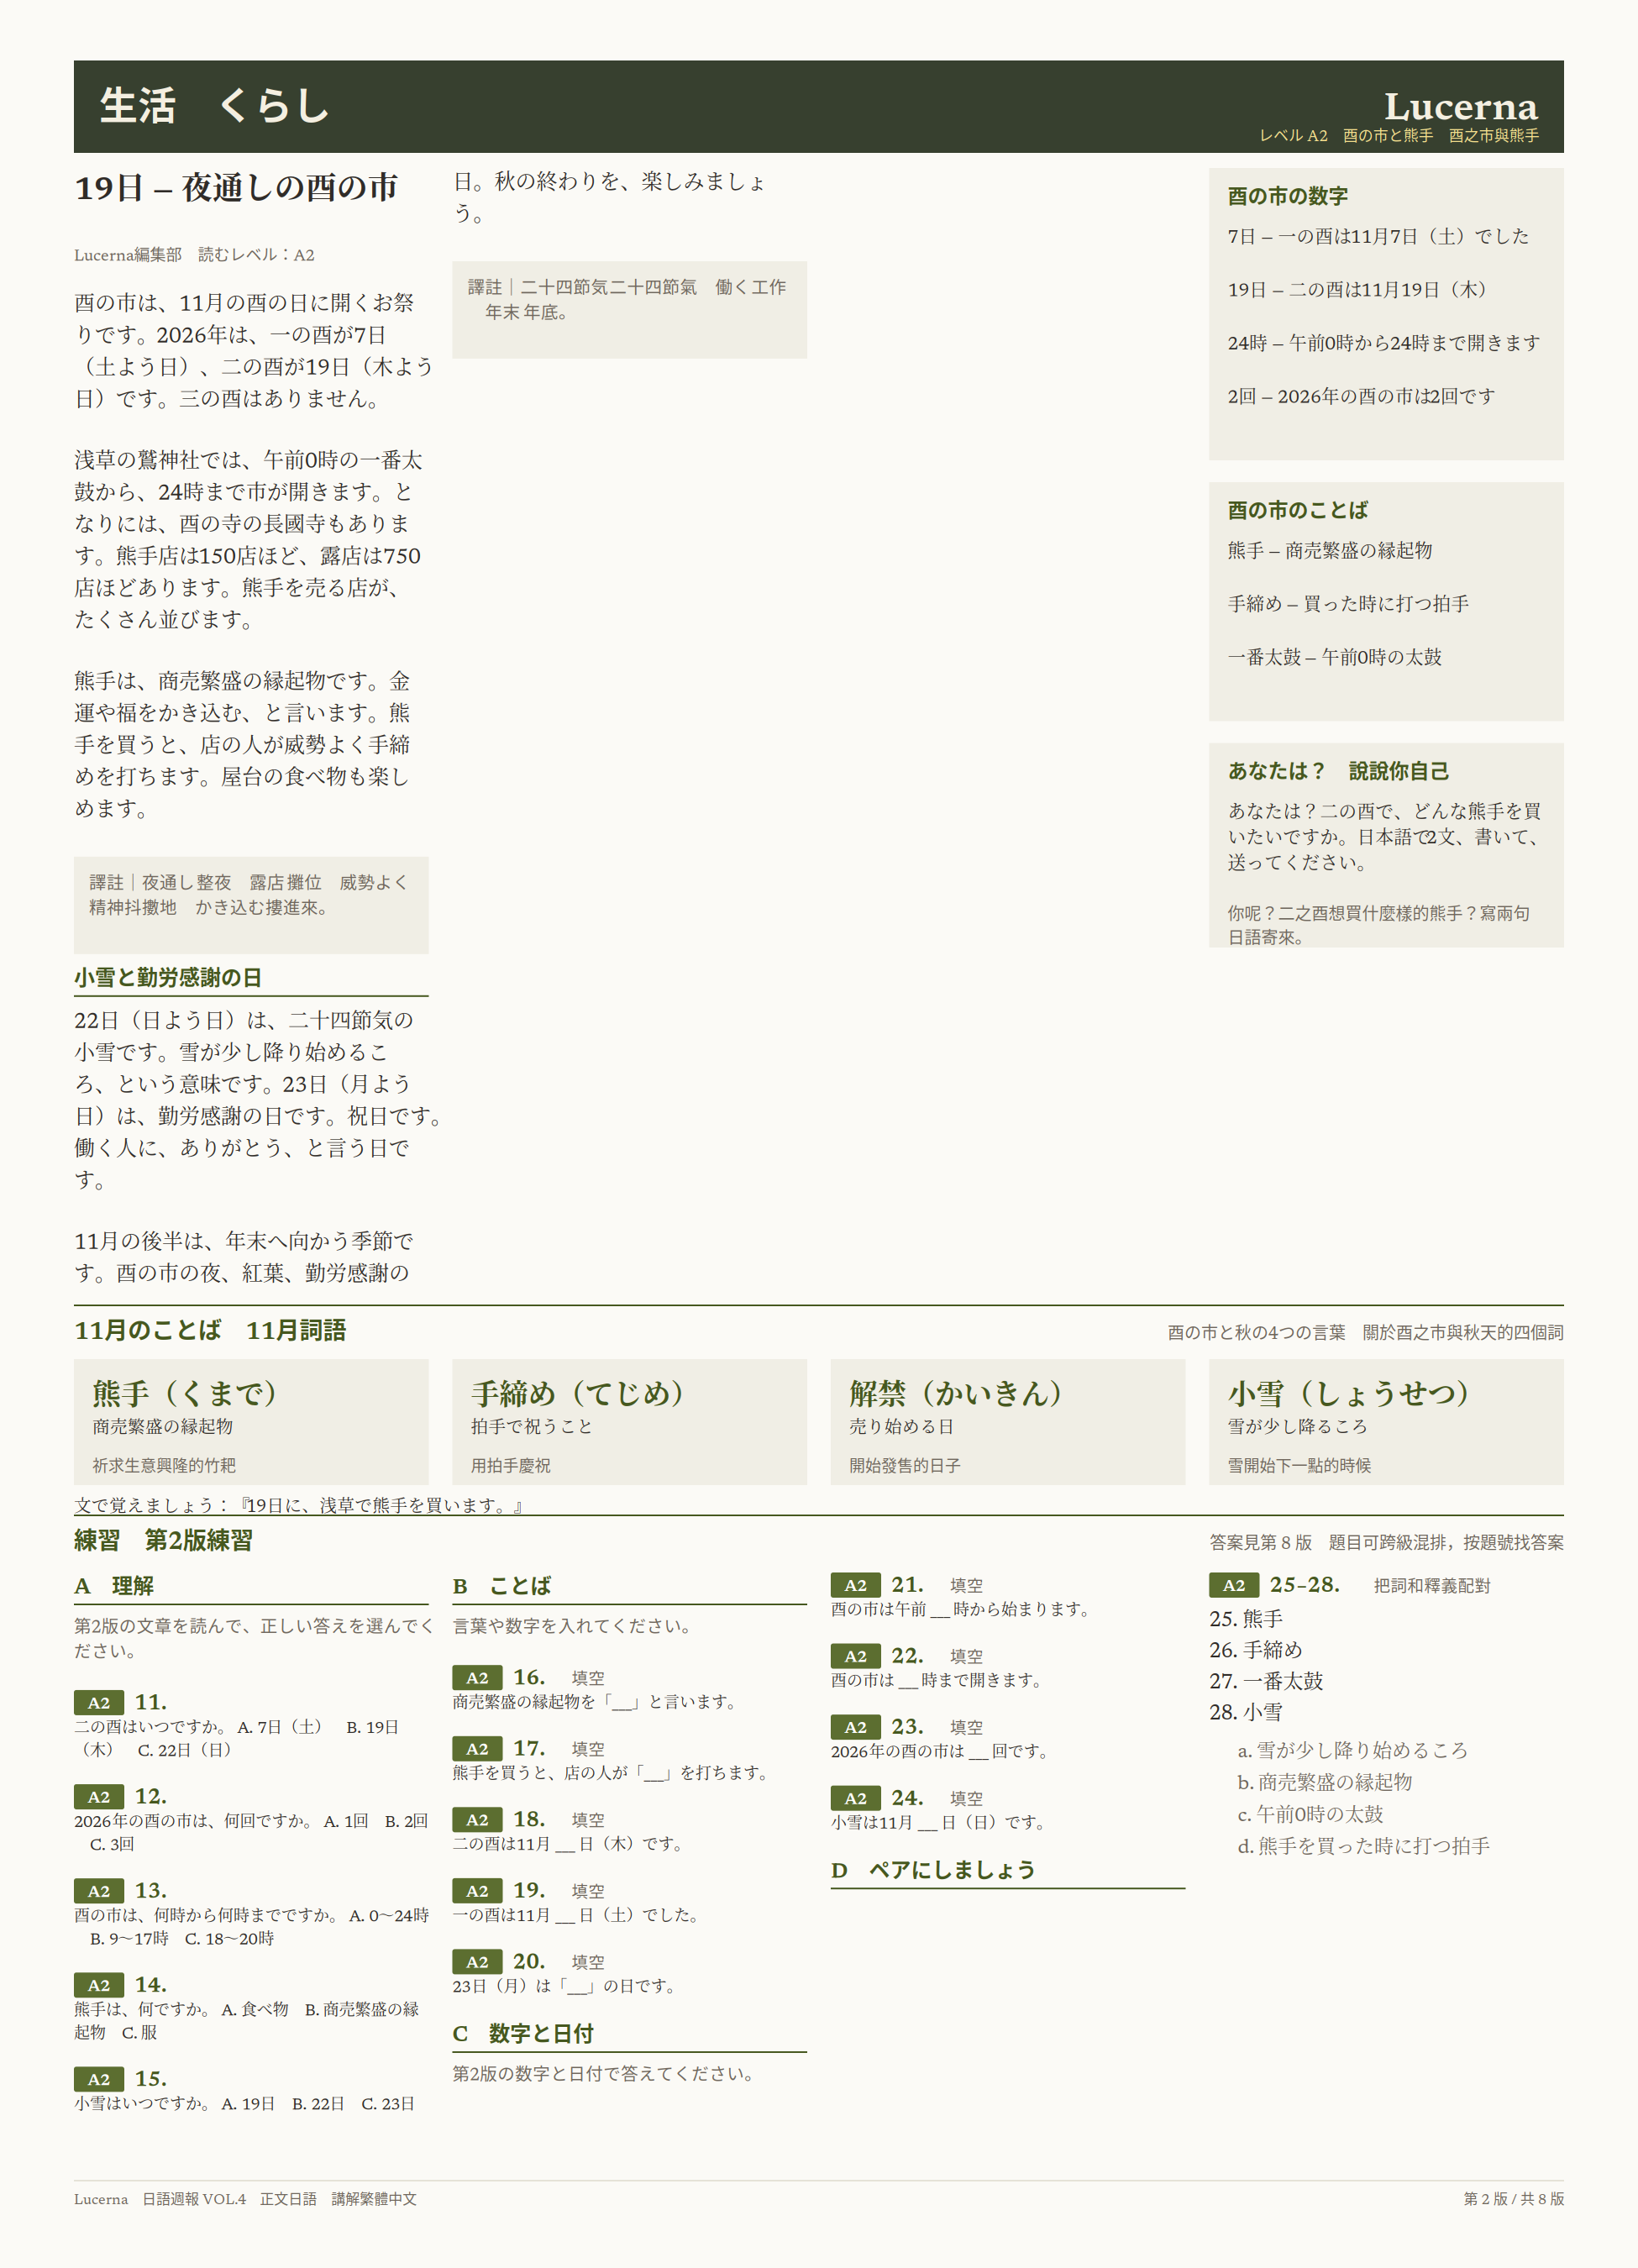 生活　くらし
Lucerna
レベル A2　酉の市と熊手　酉之市與熊手
19日 – 夜通しの酉の市
Lucerna編集部　読むレベル：A2
酉の市は、11月の酉の日に開くお祭
りです。2026年は、一の酉が7日
（土よう日）、二の酉が19日（木よう
日）です。三の酉はありません。
浅草の鷲神社では、午前0時の一番太
鼓から、24時まで市が開きます。と
なりには、酉の寺の長國寺もありま
す。熊手店は150店ほど、露店は750
店ほどあります。熊手を売る店が、
たくさん並びます。
熊手は、商売繁盛の縁起物です。金
運や福をかき込む、と言います。熊
手を買うと、店の人が威勢よく手締
めを打ちます。屋台の食べ物も楽し
めます。
譯註｜夜通し整夜　露店攤位　威勢よく
精神抖擻地　かき込む摟進來。
小雪と勤労感謝の日
22日（日よう日）は、二十四節気の
小雪です。雪が少し降り始めるこ
ろ、という意味です。23日（月よう
日）は、勤労感謝の日です。祝日です。
働く人に、ありがとう、と言う日で
す。
11月の後半は、年末へ向かう季節で
す。酉の市の夜、紅葉、勤労感謝の
日。秋の終わりを、楽しみましょ
う。
譯註｜二十四節気二十四節氣　働く工作
　年末年底。
酉の市の数字
7日 – 一の酉は11月7日（土）でした
19日 – 二の酉は11月19日（木）
24時 – 午前0時から24時まで開きます
2回 – 2026年の酉の市は2回です
酉の市のことば
熊手 – 商売繁盛の縁起物
手締め – 買った時に打つ拍手
一番太鼓 – 午前0時の太鼓
あなたは？　說說你自己
あなたは？二の酉で、どんな熊手を買
いたいですか。日本語で2文、書いて、
送ってください。
你呢？二之酉想買什麼樣的熊手？寫兩句
日語寄來。
11月のことば　11月詞語
酉の市と秋の4つの言葉　關於酉之市與秋天的四個詞
熊手（くまで）
商売繁盛の縁起物
祈求生意興隆的竹耙
手締め（てじめ）
拍手で祝うこと
用拍手慶祝
解禁（かいきん）
売り始める日
開始發售的日子
小雪（しょうせつ）
雪が少し降るころ
雪開始下一點的時候
文で覚えましょう：『19日に、浅草で熊手を買います。』
練習　第2版練習
答案見第 8 版　題目可跨級混排，按題號找答案
A　理解
第2版の文章を読んで、正しい答えを選んでく
ださい。
A2 11.
二の酉はいつですか。 A. 7日（土）　B. 19日
（木）　C. 22日（日）
A2 12.
2026年の酉の市は、何回ですか。 A. 1回　B. 2回
　C. 3回
A2 13.
酉の市は、何時から何時までですか。 A. 0〜24時
　B. 9〜17時　C. 18〜20時
A2 14.
熊手は、何ですか。 A. 食べ物　B. 商売繁盛の縁
起物　C. 服
A2 15.
小雪はいつですか。 A. 19日　B. 22日　C. 23日
B　ことば
言葉や数字を入れてください。
A2 16.　填空
商売繁盛の縁起物を「___」と言います。
A2 17.　填空
熊手を買うと、店の人が「___」を打ちます。
A2 18.　填空
二の酉は11月 ___ 日（木）です。
A2 19.　填空
一の酉は11月 ___ 日（土）でした。
A2 20.　填空
23日（月）は「___」の日です。
C　数字と日付
第2版の数字と日付で答えてください。
A2 21.　填空
酉の市は午前 ___ 時から始まります。
A2 22.　填空
酉の市は ___ 時まで開きます。
A2 23.　填空
2026年の酉の市は ___ 回です。
A2 24.　填空
小雪は11月 ___ 日（日）です。
D　ペアにしましょう
A2 25–28.　把詞和釋義配對
25. 熊手
26. 手締め
27. 一番太鼓
28. 小雪
a. 雪が少し降り始めるころ
b. 商売繁盛の縁起物
c. 午前0時の太鼓
d. 熊手を買った時に打つ拍手
Lucerna　日語週報 VOL.4　正文日語　講解繁體中文
第 2 版 / 共 8 版